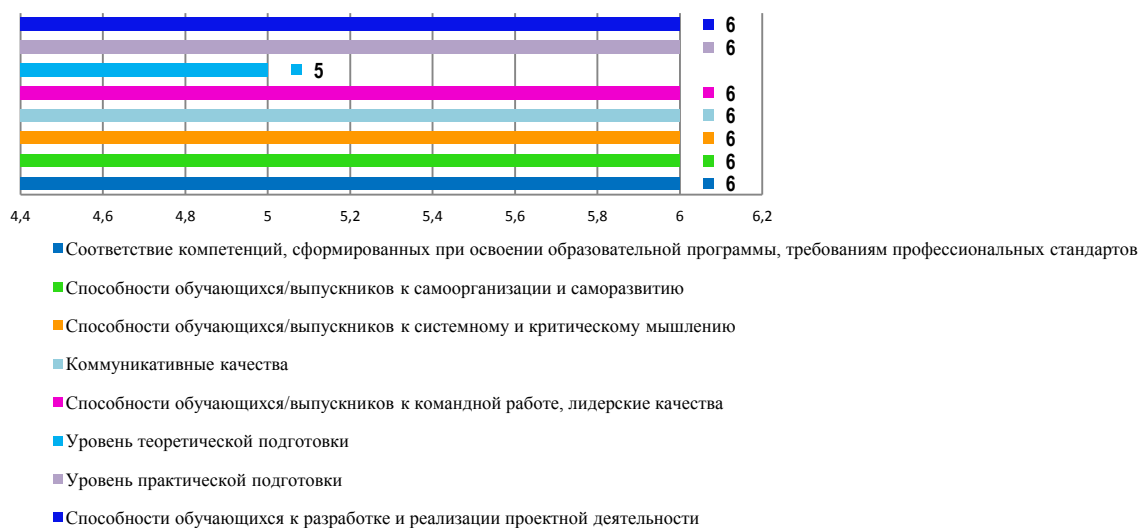 6
6
5
6
6
6
6
6
4,4 4,6 4,8 5 5,2 5,4 5,6 5,8 6 6,2
Соответствие компетенций, сформированных при освоении образовательной программы, требованиям профессиональных стандартов
Способности обучающихся/выпускников к самоорганизации и саморазвитию
Способности обучающихся/выпускников к системному и критическому мышлению
Коммуникативные качества
Способности обучающихся/выпускников к командной работе, лидерские качества
Уровень теоретической подготовки
Уровень практической подготовки
Способности обучающихся к разработке и реализации проектной деятельности